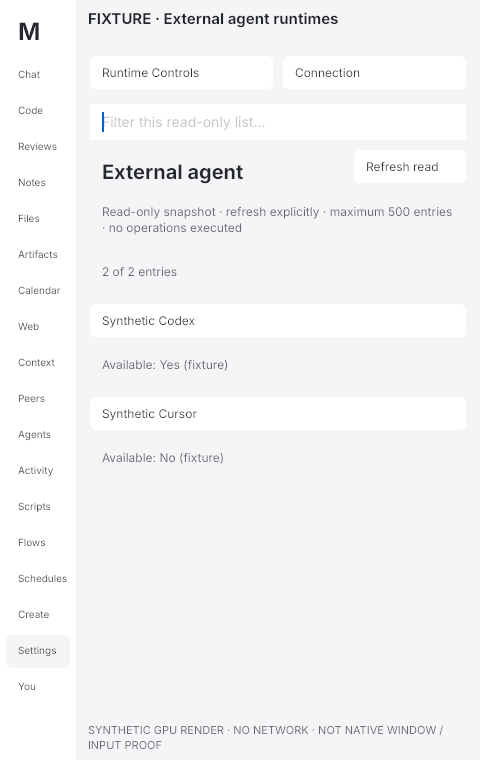 M
Chat
Code
Reviews
Notes
Files
Artifacts
Calendar
Web
Context
Peers
Agents
Activity
Scripts
Flows
Schedules
Create
Settings
You
FIXTURE · External agent runtimes
Runtime Controls
Connection
Filter this read-only list...
External agent
Refresh read
Read-only snapshot · refresh explicitly · maximum 500 entries
· no operations executed
2 of 2 entries
Synthetic Codex
Available: Yes (fixture)
Synthetic Cursor
Available: No (fixture)
SYNTHETIC GPU RENDER · NO NETWORK · NOT NATIVE WINDOW /
INPUT PROOF